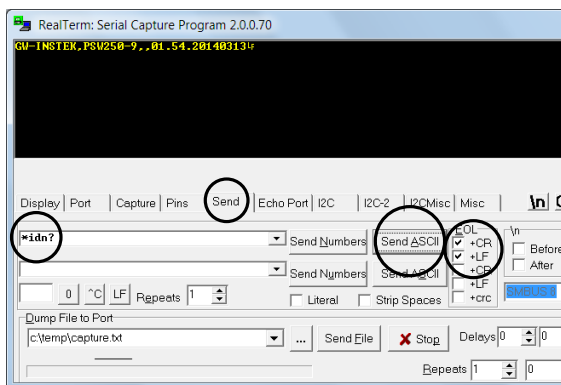 RealTerm: Serial Capture Program 2.0.0.70
GW-INSTEK,PSW250-9,,01.54.20140313LF
Display Port Capture Pins Send Echo Port I2C I2C-2 I2CMisc Misc \n
*idn? Send Numbers Send ASCII EOL
+CR
+LF
\n
Before
After
Send Numbers Send ASCII +CR
+LF
+crc
SMBUS 8
0 ^C LF Repeats 1 Literal Strip Spaces
Dump File to Port
c:\temp\capture.txt ... Send File Stop Delays 0 0
Repeats 1 0